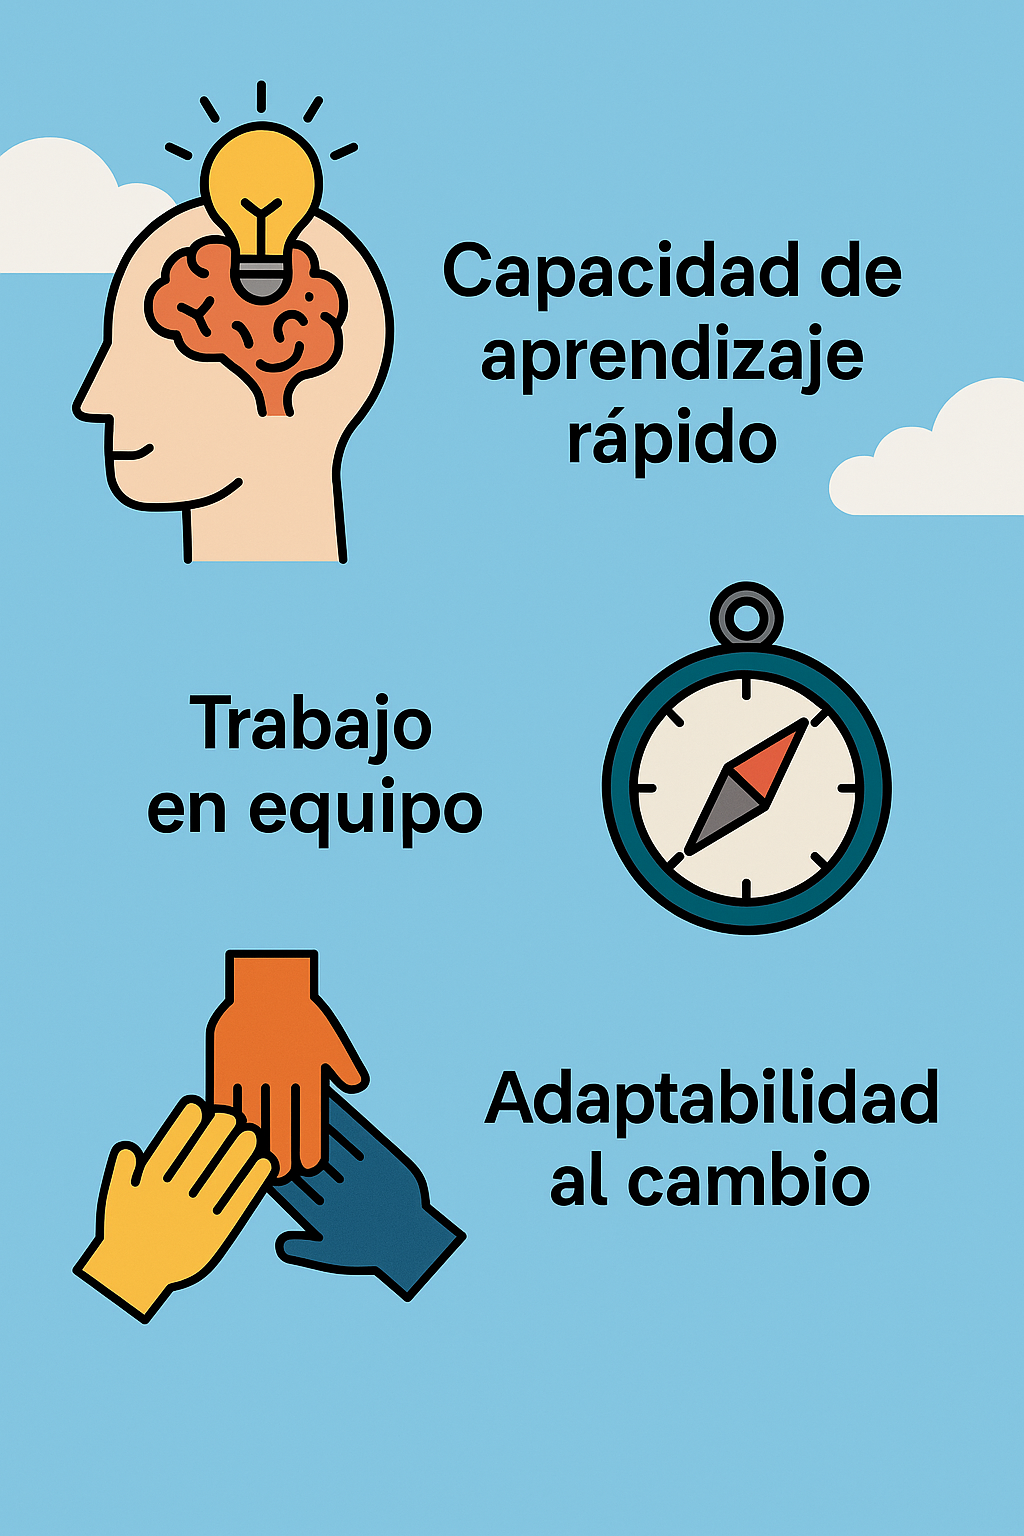 Capacidad de
aprendizaje
rápido
Trabajo
en equipo
Adaptabilidad
al cambio